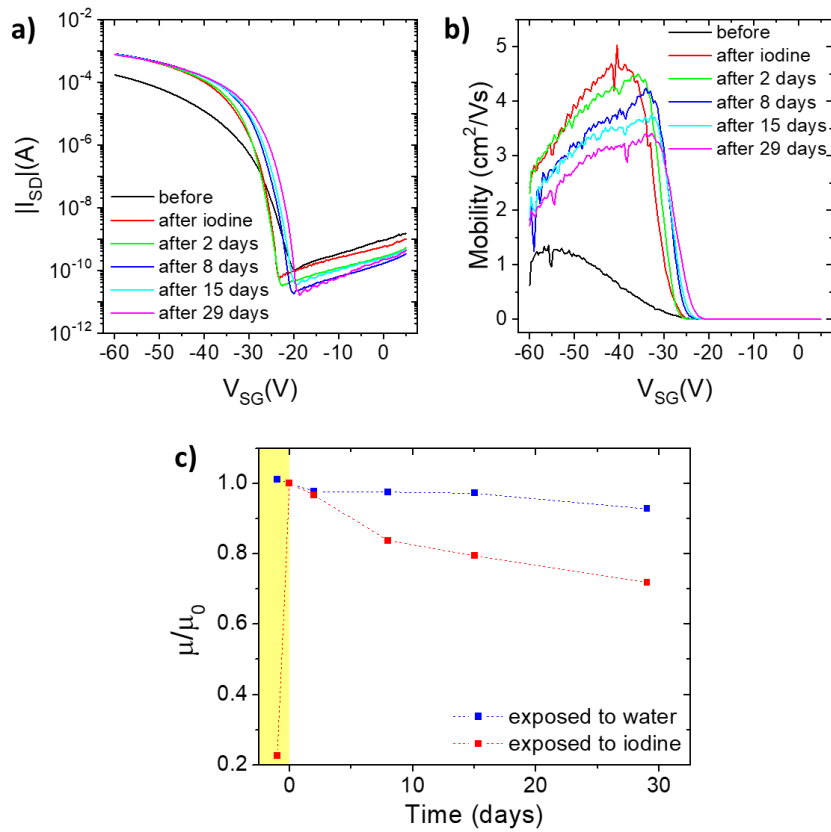 a)
10^-2
10^-4
10^-6
10^-8
10^-10
10^-12
||I_SD|(A)
before
after iodine
after 2 days
after 8 days
after 15 days
after 29 days
-60 -50 -40 -30 -20 -10 0
V_SG(V)
b)
5
4
3
2
1
0
Mobility (cm²/Vs)
before
after iodine
after 2 days
after 8 days
after 15 days
after 29 days
-60 -50 -40 -30 -20 -10 0
V_SG(V)
c)
1.0
0.8
0.6
0.4
0.2
μ/μ_0
exposed to water
exposed to iodine
0 10 20 30
Time (days)